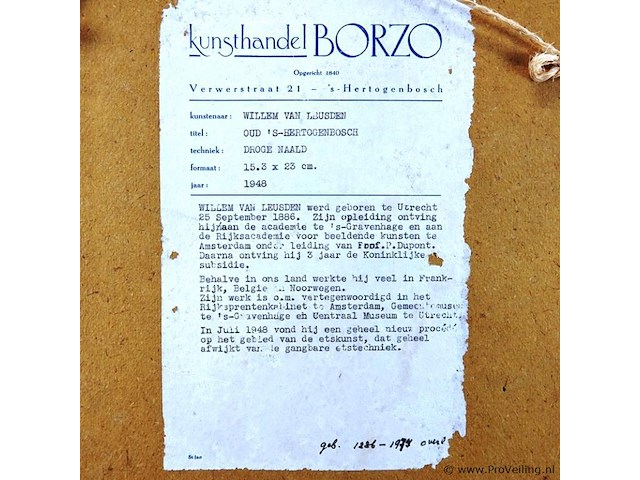 kunsthandel BORZO
Opgericht 1840
Verwerstraat 21 – 's-Hertogenbosch
kunstenaar: WILLEM VAN LEUSDEN
titel: OUD 'S-HERTOGENBOSCH
techniek: DROGE NAALD
formaat: 15.3 x 23 cm.
jaar: 1948
WILLEM VAN LEUSDEN werd geboren te Utrecht
25 September 1886. Zijn opleiding ontving
hij aan de academie te 's-Gravenhage en aan
de Rijksacademie voor beeldende kunsten te
Amsterdam onder leiding van Prof.P.Dupont.
Daarna ontving hij 3 jaar de Koninklijke
subsidie.
Behalve in ons land werkte hij veel in Frank-
rijk, Belgie en Noorwegen.
Zijn werk is o.m. vertegenwoordigd in het
Rijksprentenkabinet te Amsterdam, Gemeentemuseum
te 's-Gravenhage eh Centraal Museum te Utrecht.
In Juli 1948 vond hij een geheel nieuw procédé
op het gebied van de etskunst, dat geheel
afwijkt van de gangbare etstechniek.
geb. 1886-1974
© www.ProVeiling.nl